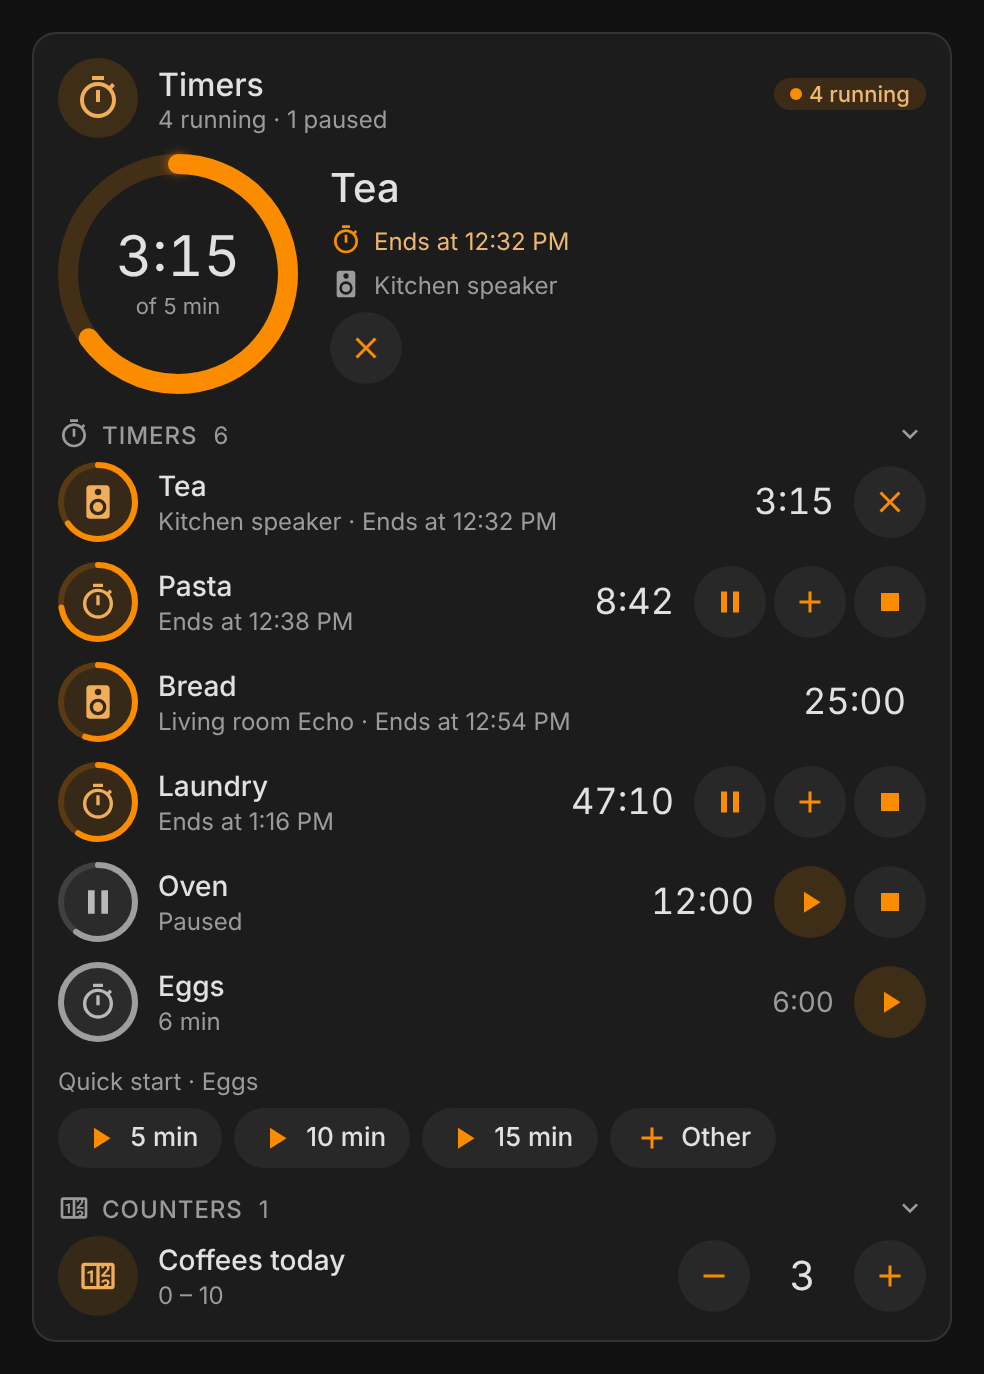 Timers
4 running · 1 paused
4 running
3:15
of 5 min
Tea
Ends at 12:32 PM
Kitchen speaker
TIMERS 6
Tea
Kitchen speaker · Ends at 12:32 PM
3:15
Pasta
Ends at 12:38 PM
8:42
Bread
Living room Echo · Ends at 12:54 PM
25:00
Laundry
Ends at 1:16 PM
47:10
Oven
Paused
12:00
Eggs
6 min
6:00
Quick start · Eggs
5 min
10 min
15 min
Other
COUNTERS 1
Coffees today
0 – 10
3